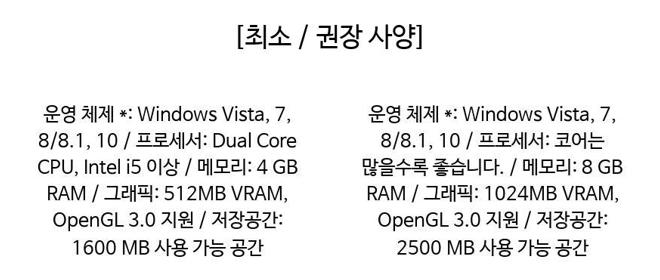 [최소 / 권장 사양]
운영 체제 *: Windows Vista, 7,
8/8.1, 10 / 프로세서: Dual Core
CPU, Intel i5 이상 / 메모리: 4 GB
RAM / 그래픽: 512MB VRAM,
OpenGL 3.0 지원 / 저장공간:
1600 MB 사용 가능 공간
운영 체제 *: Windows Vista, 7,
8/8.1, 10 / 프로세서: 코어는
많을수록 좋습니다. / 메모리: 8 GB
RAM / 그래픽: 1024MB VRAM,
OpenGL 3.0 지원 / 저장공간:
2500 MB 사용 가능 공간